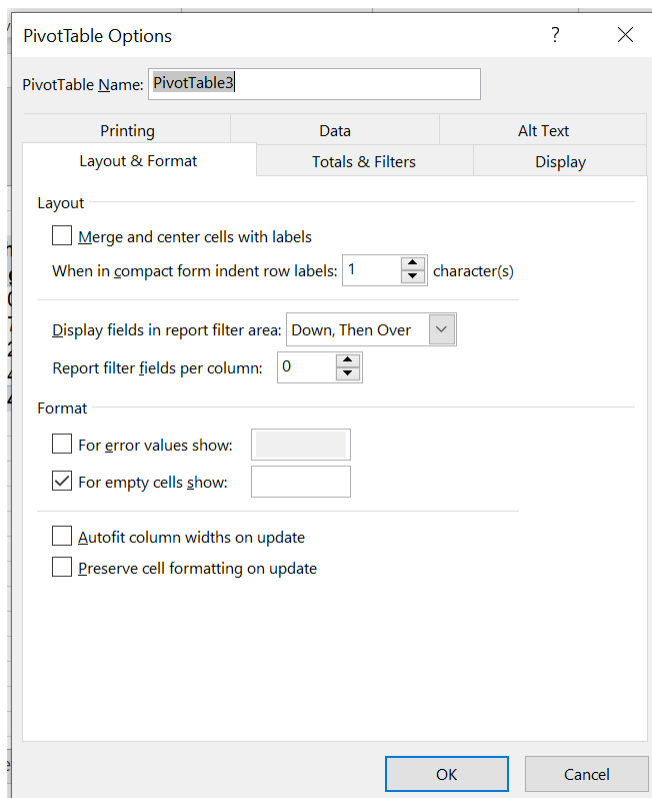 PivotTable Options
PivotTable Name: PivotTable3
Printing Data Alt Text
Layout & Format Totals & Filters Display
Layout
Merge and center cells with labels
When in compact form indent row labels: 1 character(s)
Display fields in report filter area: Down, Then Over
Report filter fields per column: 0
Format
For error values show:
For empty cells show:
Autofit column widths on update
Preserve cell formatting on update
OK Cancel